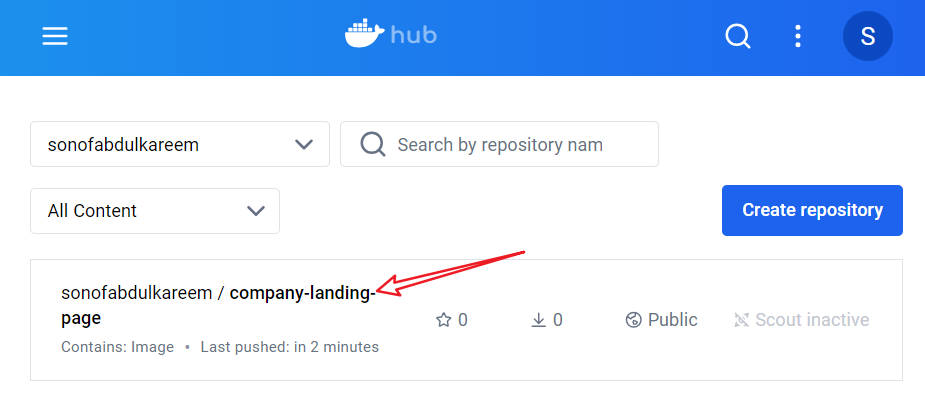 hub
S
sonofabdulkareem
Search by repository nam
All Content
Create repository
sonofabdulkareem / company-landing-
page
0
0
Public
Scout inactive
Contains: Image • Last pushed: in 2 minutes